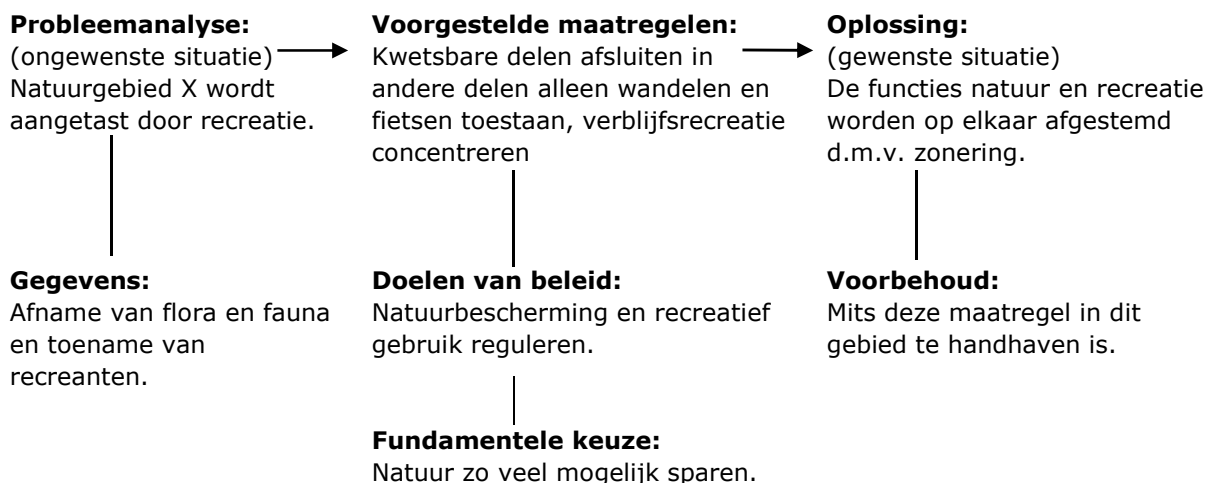 Probleemanalyse:
(ongewenste situatie)
Natuurgebied X wordt
aangetast door recreatie.
Voorgestelde maatregelen:
Kwetsbare delen afsluiten in
andere delen alleen wandelen en
fietsen toestaan, verblijfsrecreatie
concentreren
Oplossing:
(gewenste situatie)
De functies natuur en recreatie
worden op elkaar afgestemd
d.m.v. zonering.
Gegevens:
Afname van flora en fauna
en toename van
recreanten.
Doelen van beleid:
Natuurbescherming en recreatief
gebruik reguleren.
Voorbehoud:
Mits deze maatregel in dit
gebied te handhaven is.
Fundamentele keuze:
Natuur zo veel mogelijk sparen.